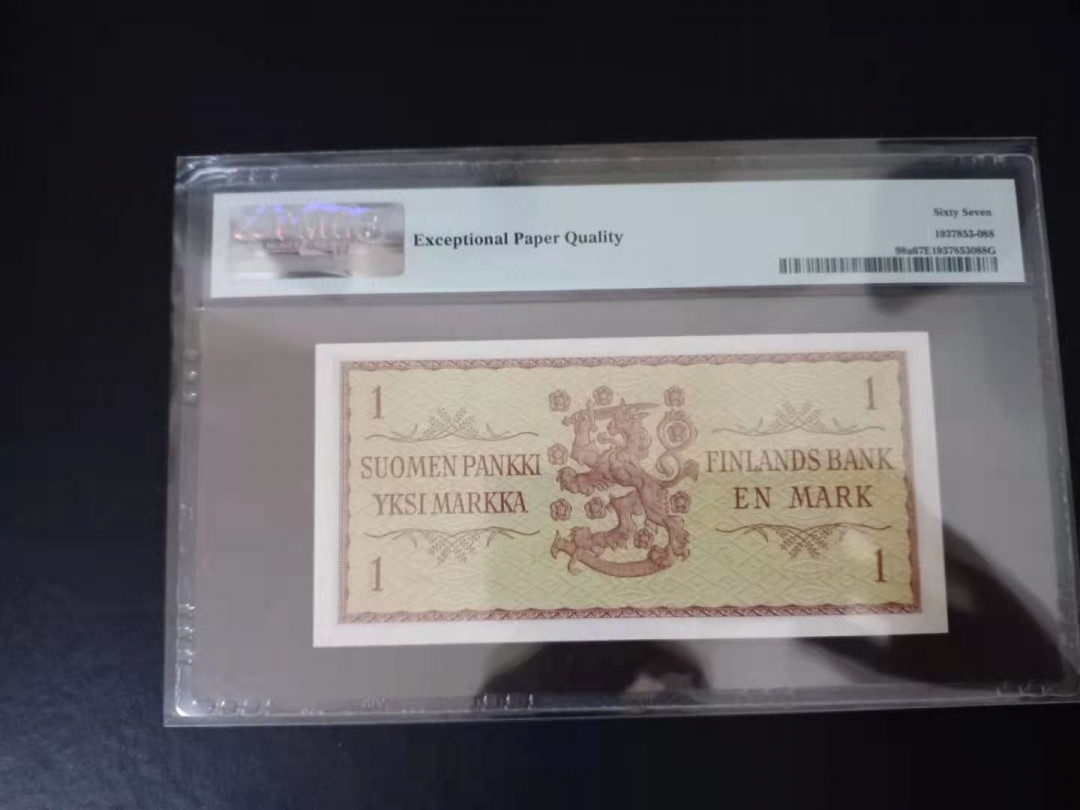 PMG
Exceptional Paper Quality
Sixty Seven
1937853-088
98a67E1937853088G
1
1
SUOMEN PANKKI
YKSI MARKKA
FINLANDS BANK
EN MARK
1
1